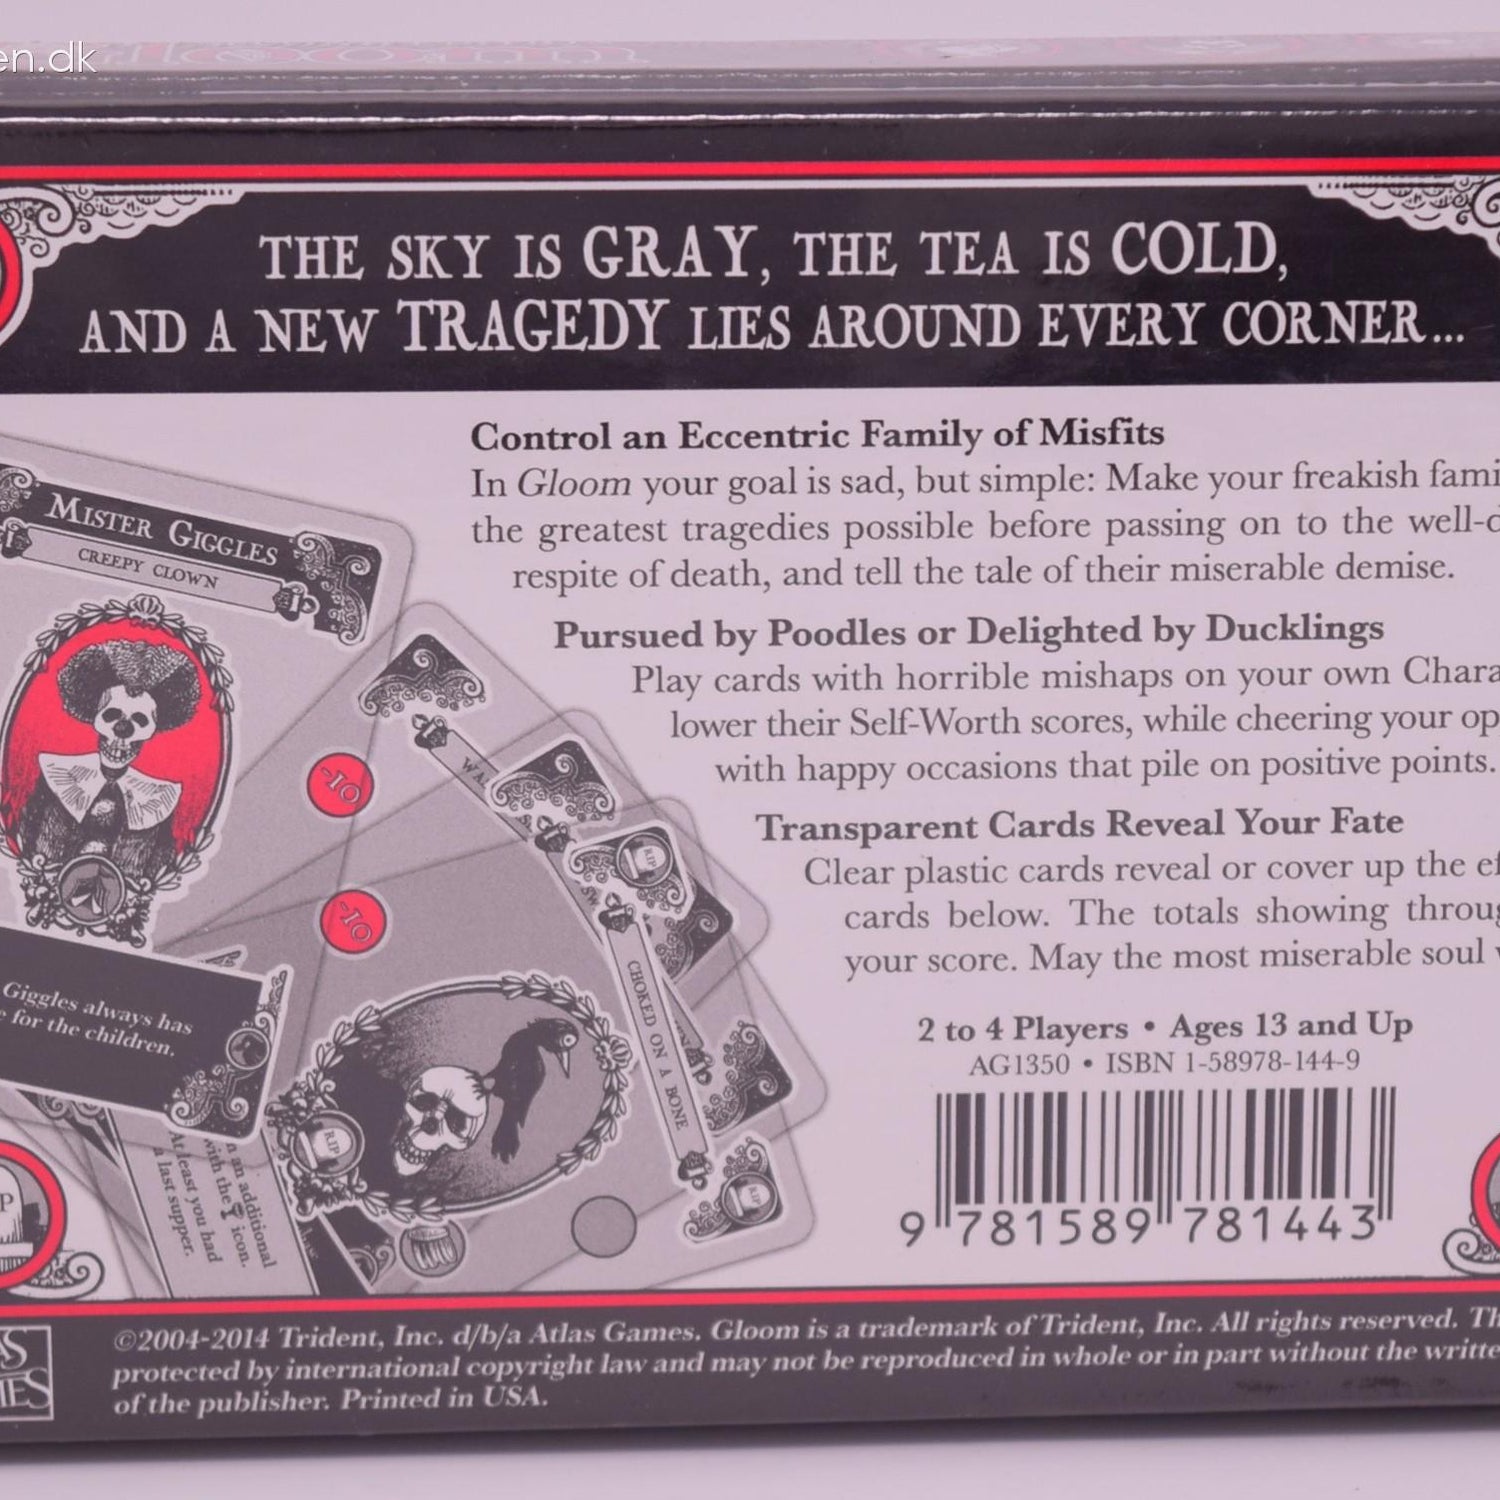 en.dk
THE SKY IS GRAY, THE TEA IS COLD,
AND A NEW TRAGEDY LIES AROUND EVERY CORNER...
Control an Eccentric Family of Misfits
In Gloom your goal is sad, but simple: Make your freakish fami
the greatest tragedies possible before passing on to the well-d
respite of death, and tell the tale of their miserable demise.
Pursued by Poodles or Delighted by Ducklings
Play cards with horrible mishaps on your own Chara
lower their Self-Worth scores, while cheering your op
with happy occasions that pile on positive points.
Transparent Cards Reveal Your Fate
Clear plastic cards reveal or cover up the ef
cards below. The totals showing throug
your score. May the most miserable soul
2 to 4 Players • Ages 13 and Up
AG1350 • ISBN 1-58978-144-9
9 781589 781443
MISTER GIGGLES
CREEPY CLOWN
-10
-10
Giggles always has
for the children.
WA
SW
RIP
CHOKED ON A BONE
RIP
RIP
n an additional
with the icon.
At least you had
a last supper.
P
AS
MES
©2004-2014 Trident, Inc. d/b/a Atlas Games. Gloom is a trademark of Trident, Inc. All rights reserved. Th
protected by international copyright law and may not be reproduced in whole or in part without the writte
of the publisher. Printed in USA.